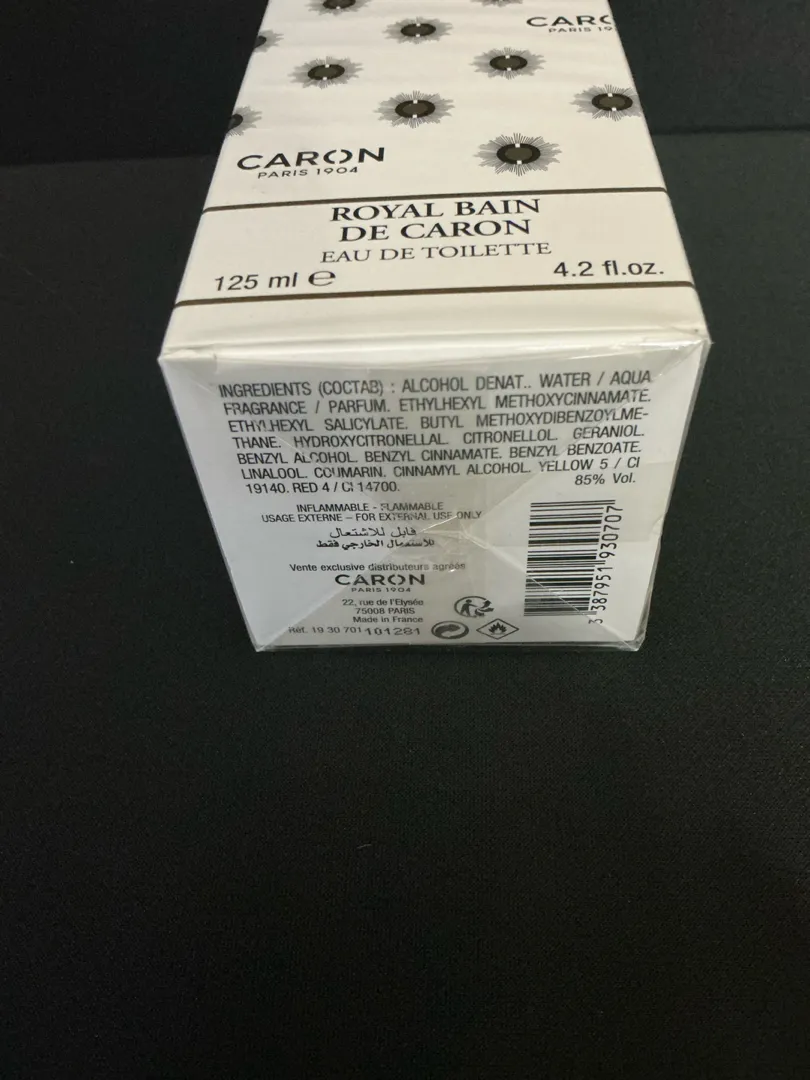 CARO
PARIS 19
CARON
PARIS 1904
ROYAL BAIN
DE CARON
EAU DE TOILETTE
125 ml ℮ 4.2 fl.oz.
INGREDIENTS (COCTAB) : ALCOHOL DENAT.. WATER / AQUA
FRAGRANCE / PARFUM. ETHYLHEXYL METHOXYCINNAMATE.
ETHYLHEXYL SALICYLATE. BUTYL METHOXYDIBENZOYLME-
THANE. HYDROXYCITRONELLAL. CITRONELLOL. GERANIOL.
BENZYL ALCOHOL. BENZYL CINNAMATE. BENZYL BENZOATE.
LINALOOL. COUMARIN. CINNAMYL ALCOHOL. YELLOW 5 / CI
19140. RED 4 / CI 14700. 85% Vol.
INFLAMMABLE - FLAMMABLE
USAGE EXTERNE – FOR EXTERNAL USE ONLY
قابل للاشتعال
للاستعمال الخارجي فقط
Vente exclusive distributeurs agréés
CARON
PARIS 1904
22, rue de l'Elysée
75008 PARIS
Made in France
Réf. 19 30 701 101281
3 387951 930707